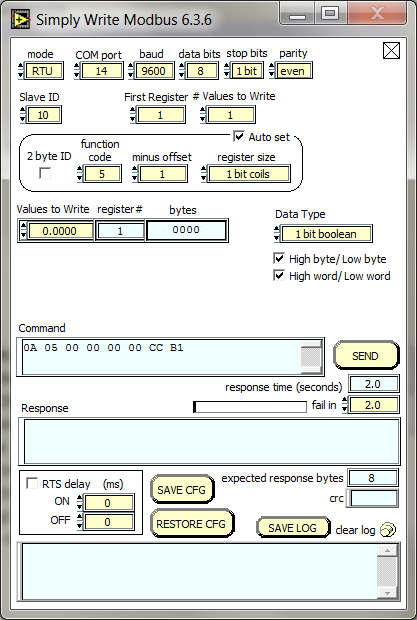 Simply Write Modbus 6.3.6
mode COM port baud data bits stop bits parity
RTU 14 9600 8 1 bit even
Slave ID First Register # Values to Write
10 1 1
Auto set
2 byte ID function code minus offset register size
5 1 1 bit coils
Values to Write register# bytes Data Type
0.0000 1 0000 1 bit boolean
High byte/ Low byte
High word/ Low word
Command
0A 05 00 00 00 00 CC B1 SEND
response time (seconds) 2.0
Response fail in 2.0
RTS delay (ms) SAVE CFG expected response bytes 8
ON 0 crc
OFF 0 RESTORE CFG SAVE LOG clear log